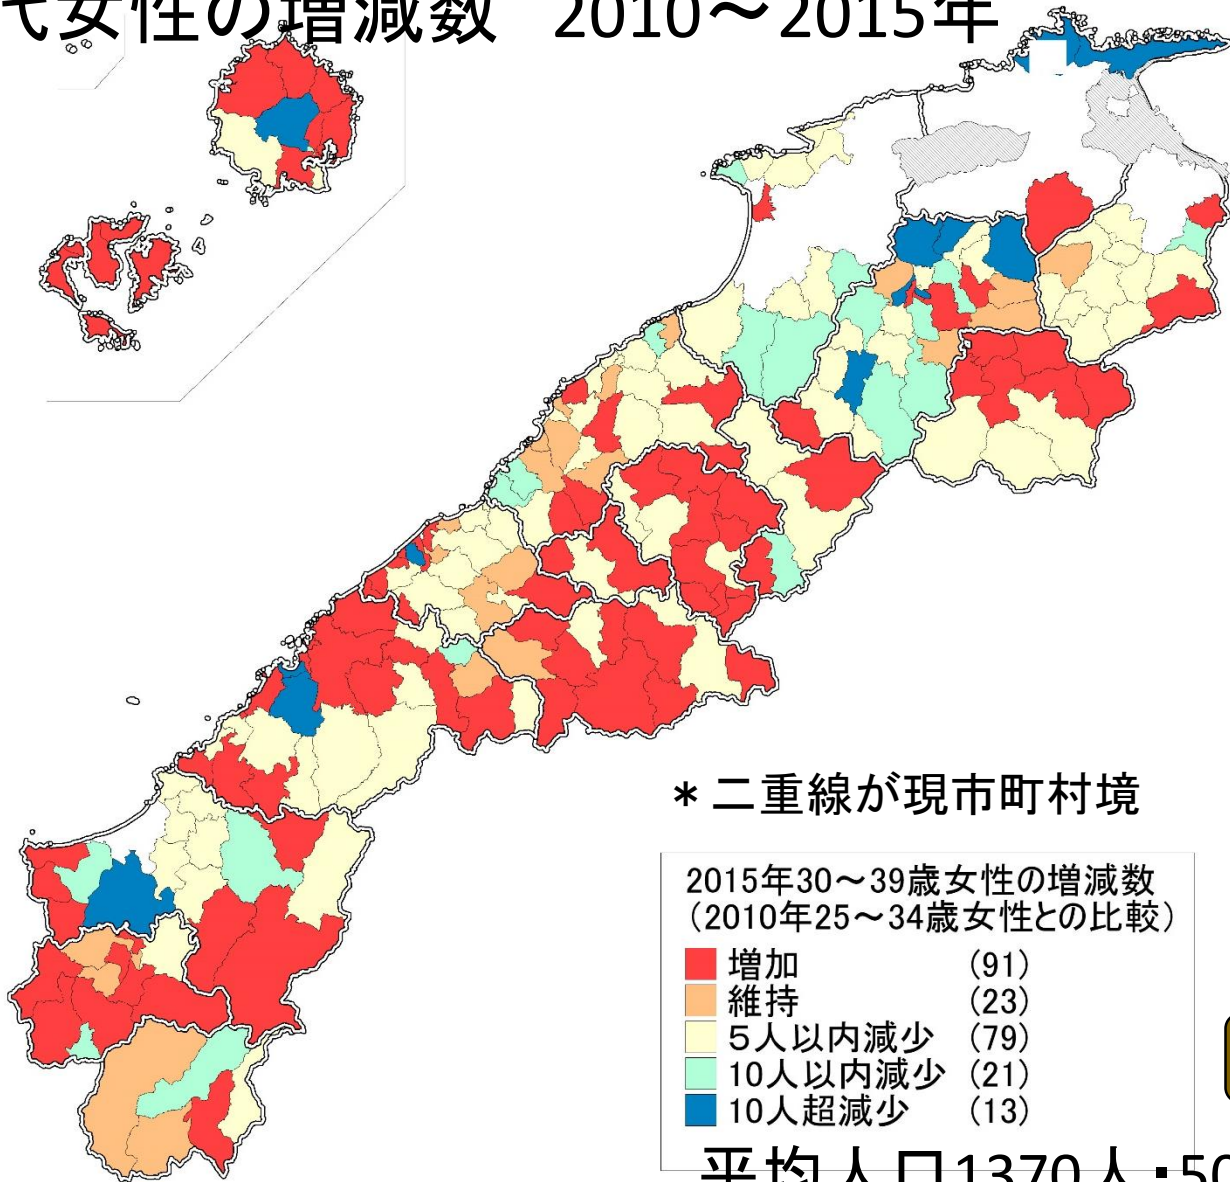 代女性の増減数 2010～2015年
＊二重線が現市町村境
2015年30～39歳女性の増減数
（2010年25～34歳女性との比較）
増加 （91）
維持 （23）
５人以内減少 （79）
10人以内減少 （21）
10人超減少 （13）
平均人口1370人・50